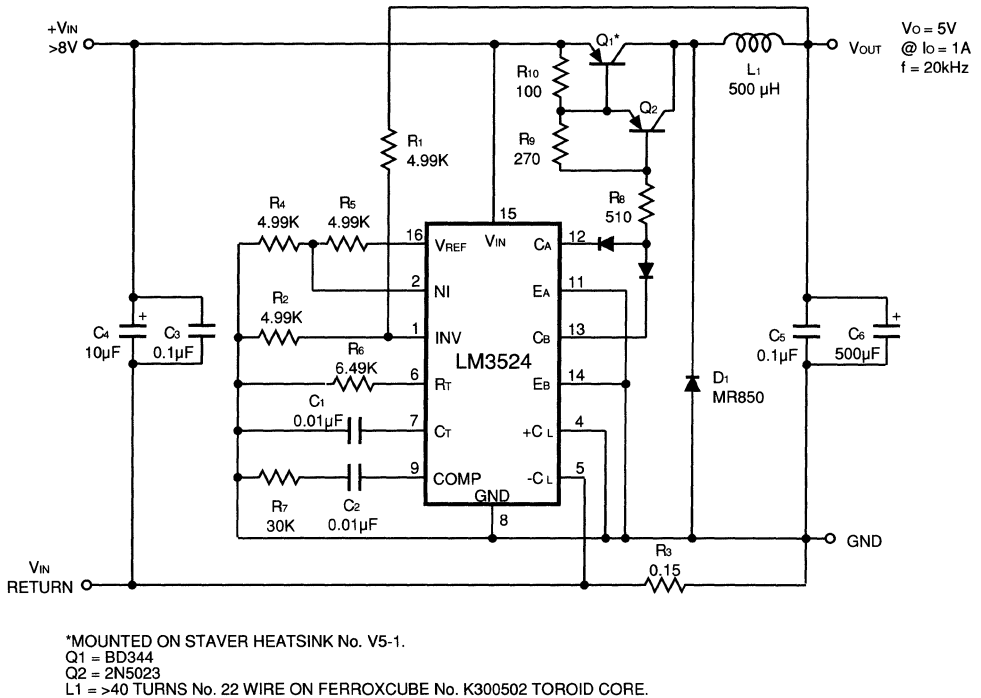 +VIN
>8V
Q1*
VOUT
VO = 5V
@ IO = 1A
f = 20kHz
R10
100
L1
500 µH
Q2
R1
4.99K
R9
270
R4
4.99K
R5
4.99K
R8
510
15
16
VREF
VIN
CA
12
2
NI
EA
11
R2
4.99K
1
INV
CB
13
LM3524
C4
10µF
+
C3
0.1µF
R6
6.49K
6
RT
EB
14
C5
0.1µF
C6
500µF
+
D1
MR850
C1
0.01µF
7
CT
+CL
4
9
COMP
-CL
5
R7
30K
C2
0.01µF
GND
8
GND
R3
0.15
VIN
RETURN
*MOUNTED ON STAVER HEATSINK No. V5-1.
Q1 = BD344
Q2 = 2N5023
L1 = >40 TURNS No. 22 WIRE ON FERROXCUBE No. K300502 TOROID CORE.